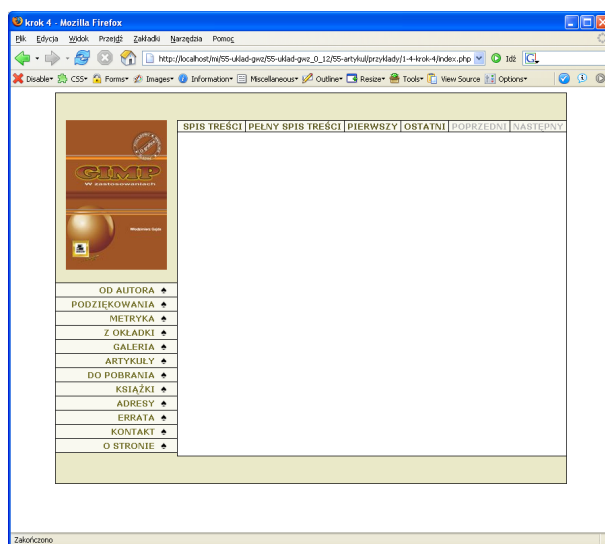 krok 4 - Mozilla Firefox
Plik Edycja Widok Przejdź Zakładki Narzędzia Pomoc
http://localhost/mi/55-uklad-gwz/55-uklad-gwz_0_12/55-artykul/przyklady/1-4-krok-4/index.php Idź
Disable CSS Forms Images Information Miscellaneous Outline Resize Tools View Source Options
SPIS TREŚCI PEŁNY SPIS TREŚCI PIERWSZY OSTATNI POPRZEDNI NASTĘPNY
GIMP
W zastosowaniach
Włodzimierz Gajda
OD AUTORA ♠
PODZIĘKOWANIA ♠
METRYKA ♠
Z OKŁADKI ♠
GALERIA ♠
ARTYKUŁY ♠
DO POBRANIA ♠
KSIĄŻKI ♠
ADRESY ♠
ERRATA ♠
KONTAKT ♠
O STRONIE ♠
Zakończono